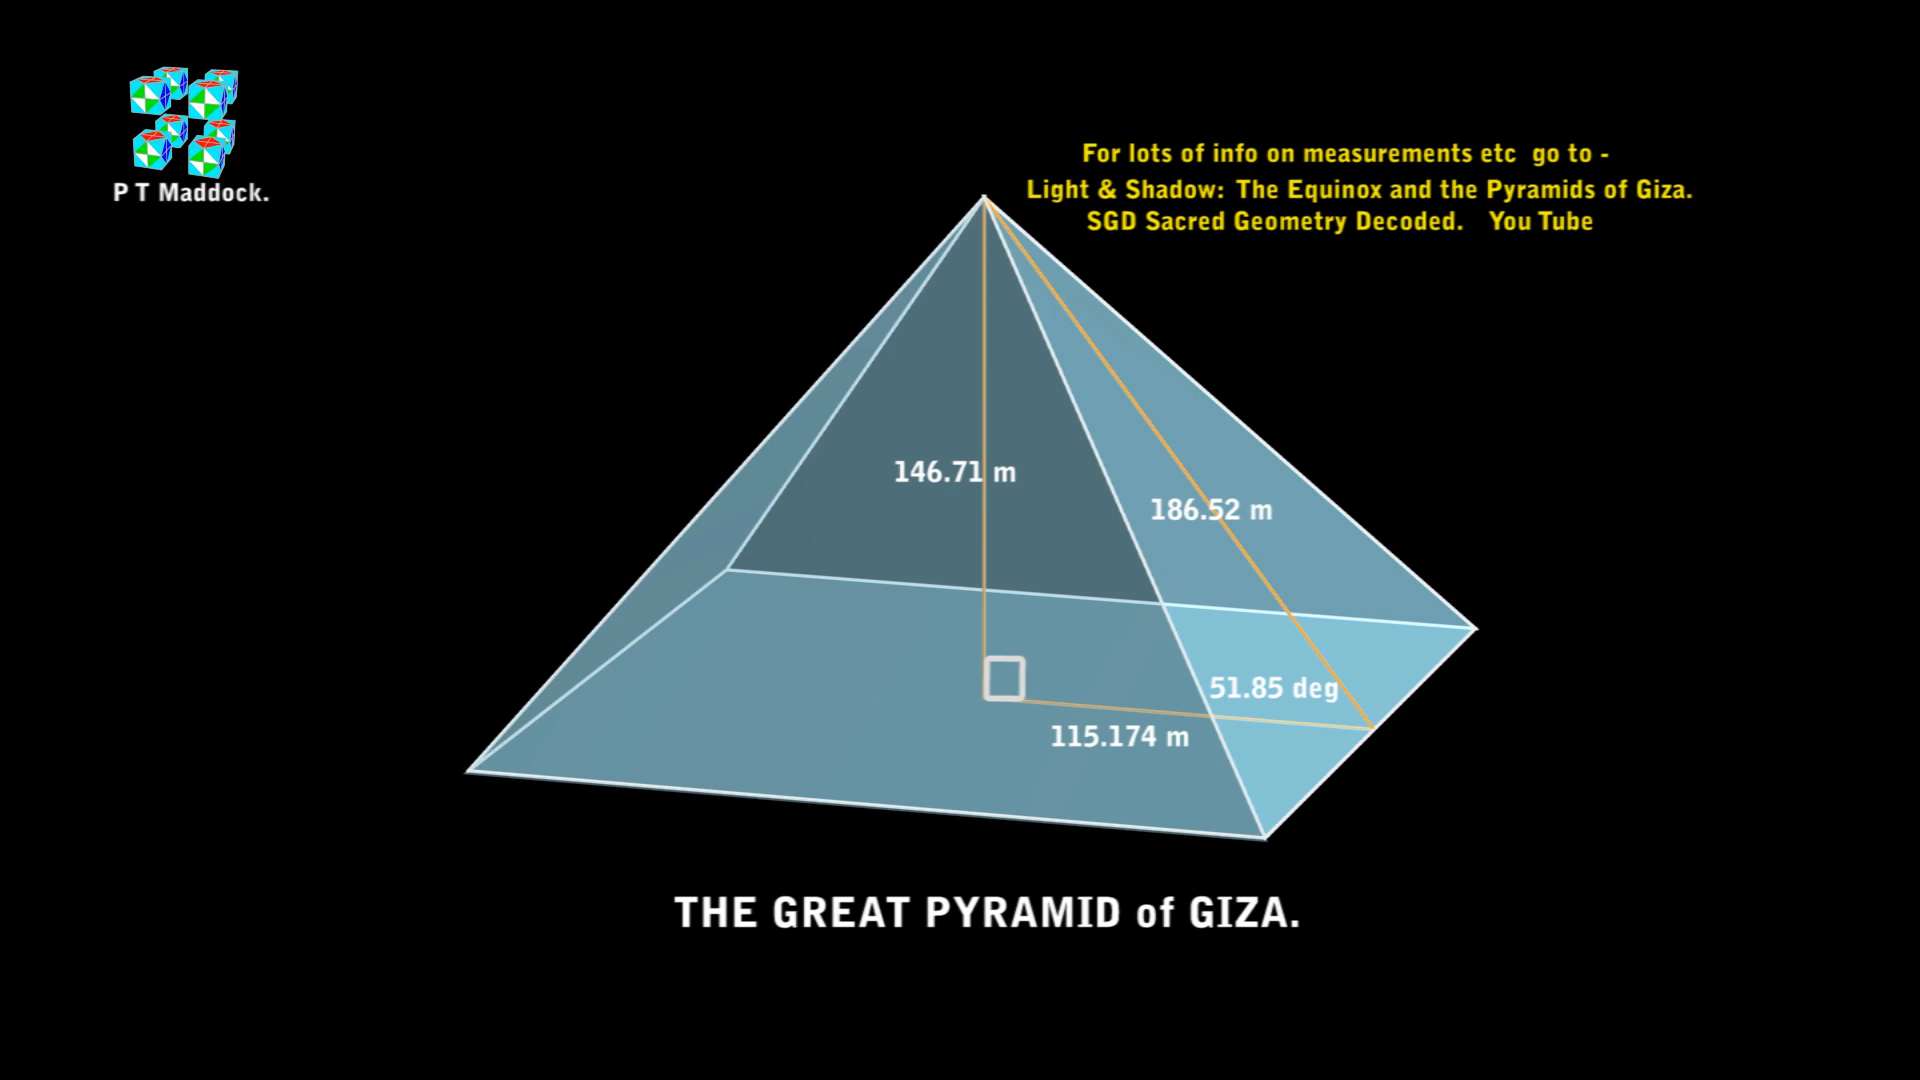 P T Maddock.
For lots of info on measurements etc go to -
Light & Shadow: The Equinox and the Pyramids of Giza.
SGD Sacred Geometry Decoded. You Tube
146.71 m
186.52 m
51.85 deg
115.174 m
THE GREAT PYRAMID of GIZA.